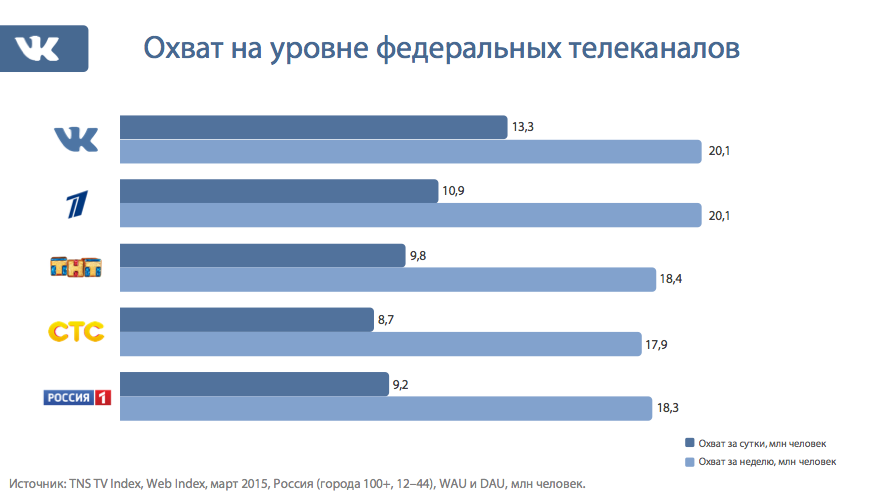 Охват на уровне федеральных телеканалов
13,3
20,1
10,9
20,1
ТНТ
9,8
18,4
СТС
8,7
17,9
РОССИЯ 1
9,2
18,3
Охват за сутки, млн человек
Охват за неделю, млн человек
Источник: TNS TV Index, Web Index, март 2015, Россия (города 100+, 12–44), WAU и DAU, млн человек.